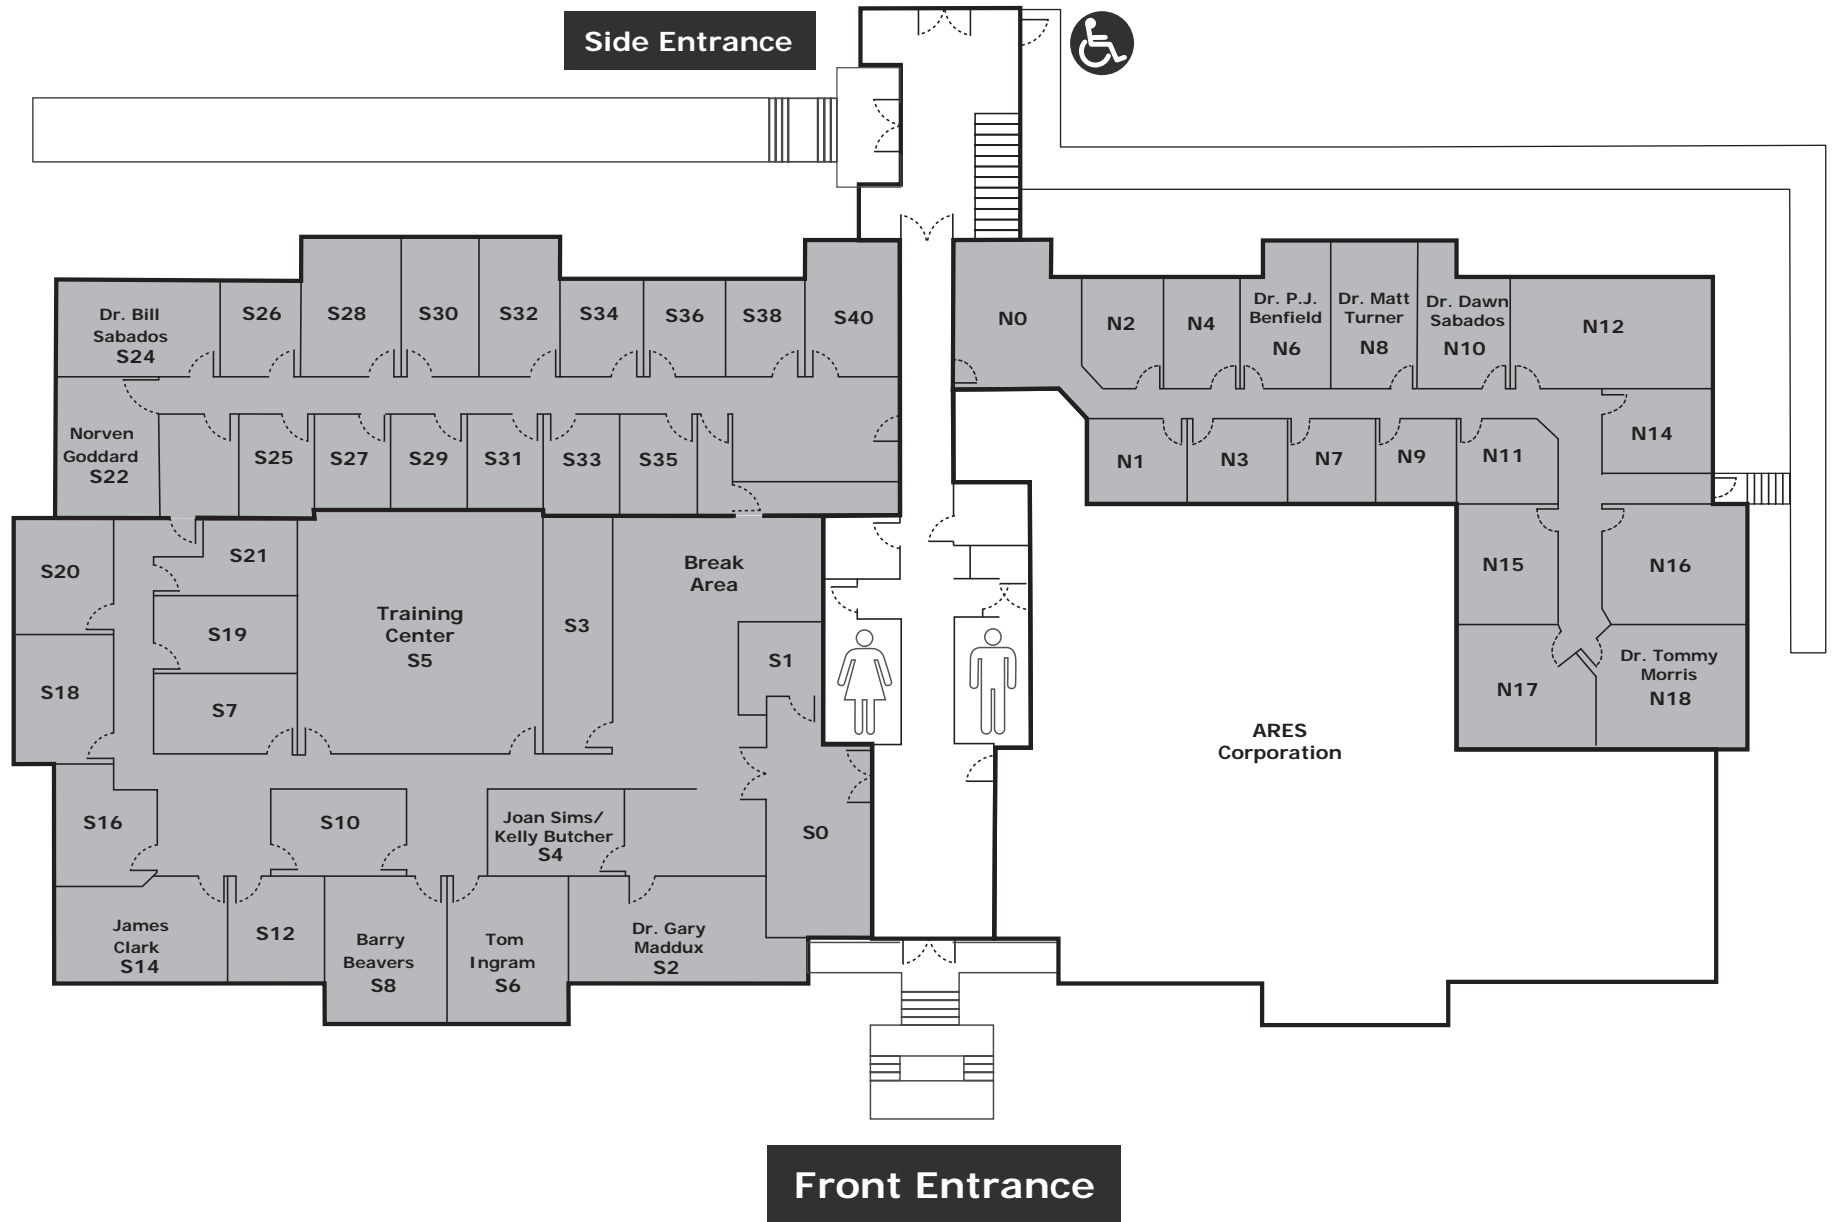 Side Entrance
Dr. Bill
Sabados
S24
S26
S28
S30
S32
S34
S36
S38
S40
N0
N2
N4
Dr. P.J.
Benfield
N6
Dr. Matt
Turner
N8
Dr. Dawn
Sabados
N10
N12
Norven
Goddard
S22
S25
S27
S29
S31
S33
S35
N1
N3
N7
N9
N11
N14
S20
S21
Training
Center
S5
S3
Break
Area
N15
N16
S19
S1
S18
S7
N17
Dr. Tommy
Morris
N18
ARES
Corporation
S16
S10
Joan Sims/
Kelly Butcher
S4
S0
James
Clark
S14
S12
Barry
Beavers
S8
Tom
Ingram
S6
Dr. Gary
Maddux
S2
Front Entrance